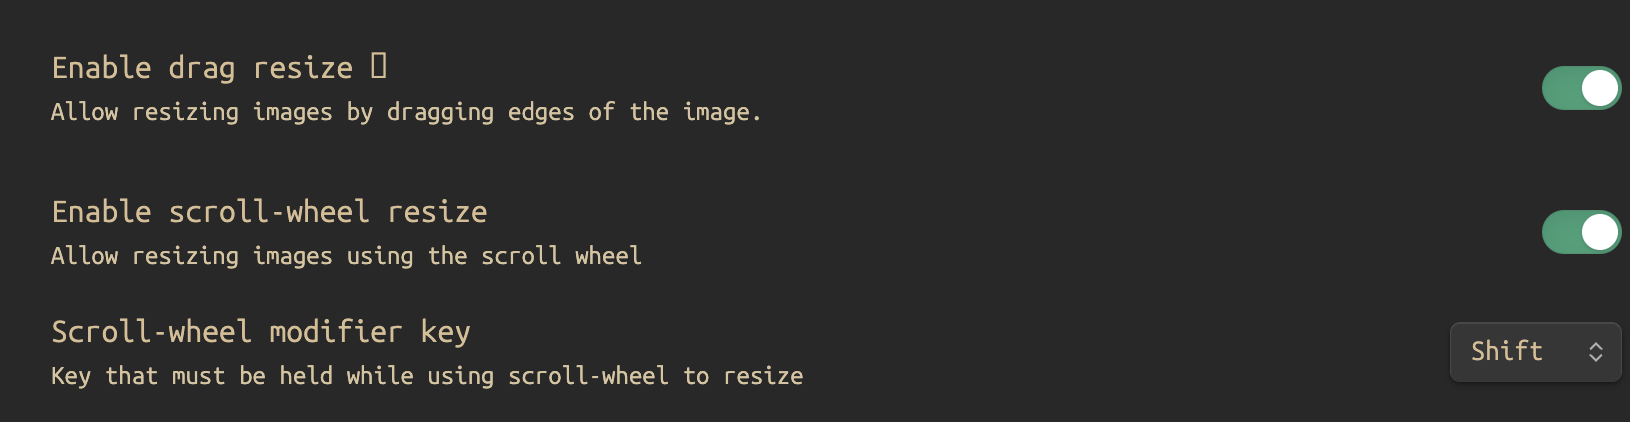 Enable drag resize
Allow resizing images by dragging edges of the image.
Enable scroll-wheel resize
Allow resizing images using the scroll wheel
Scroll-wheel modifier key
Key that must be held while using scroll-wheel to resize
Shift